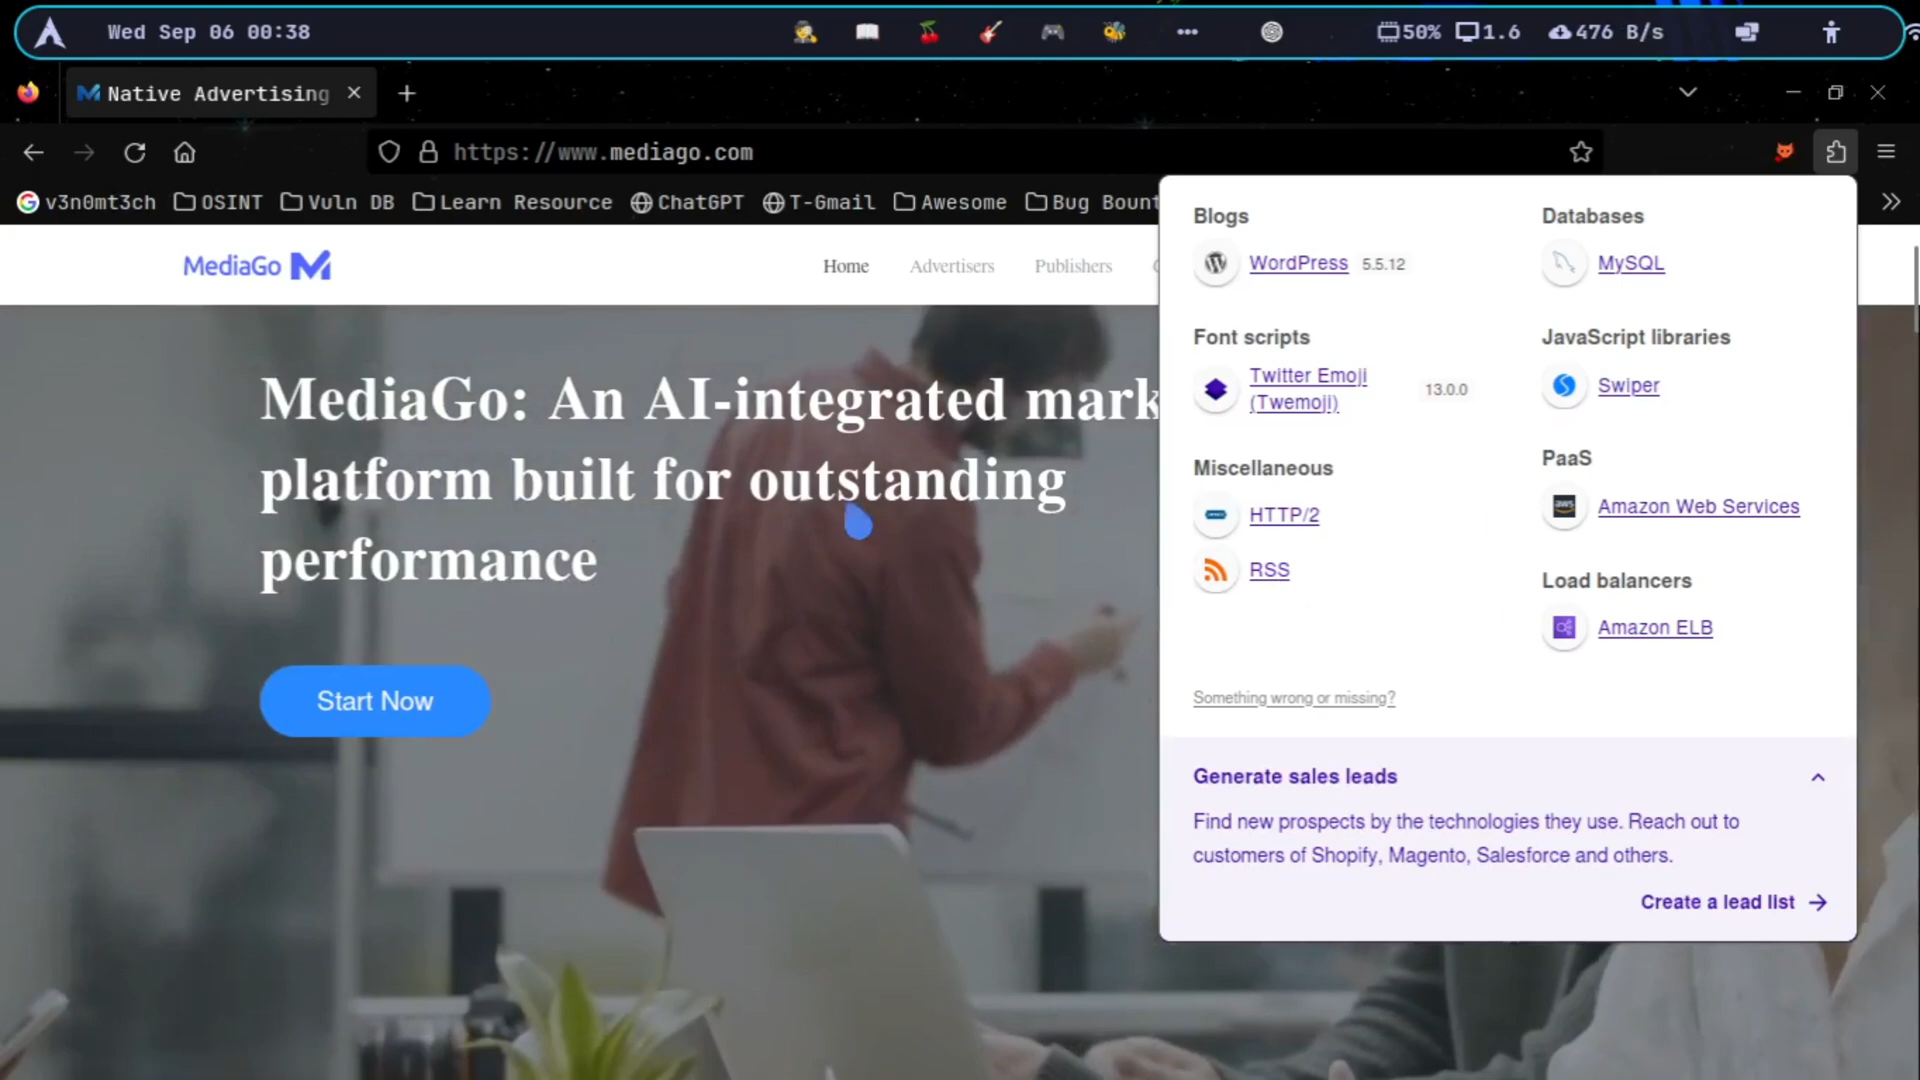 Wed Sep 06 00:38
50% 1.6 476 B/s
Native Advertising
https://www.mediago.com
v3n0mt3ch OSINT Vuln DB Learn Resource ChatGPT T-Gmail Awesome Bug Bount
MediaGo Home Advertisers Publishers
MediaGo: An AI-integrated mark
platform built for outstanding
performance
Start Now
Blogs
WordPress 5.5.12
Font scripts
Twitter Emoji
(Twemoji) 13.0.0
Miscellaneous
HTTP/2
RSS
Databases
MySQL
JavaScript libraries
Swiper
PaaS
aws Amazon Web Services
Load balancers
Amazon ELB
Something wrong or missing?
Generate sales leads
Find new prospects by the technologies they use. Reach out to
customers of Shopify, Magento, Salesforce and others.
Create a lead list